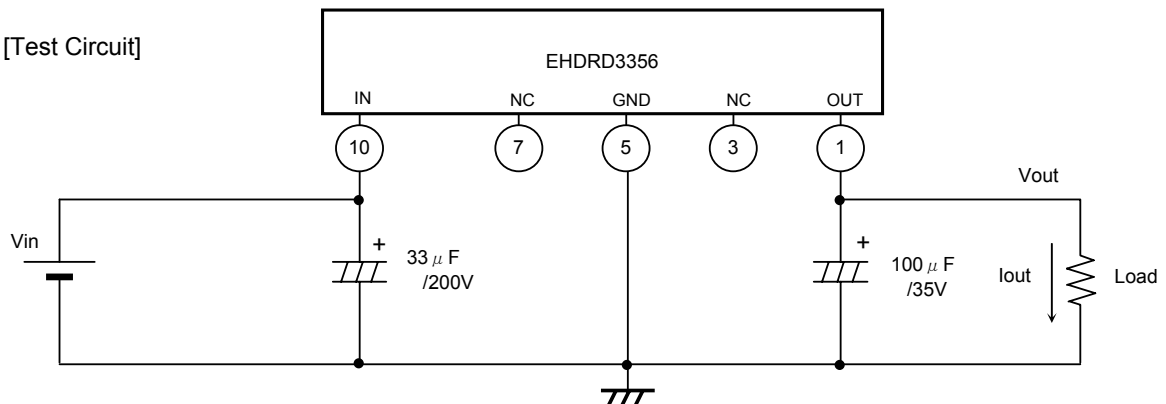 [Test Circuit]
EHDRD3356
IN NC GND NC OUT
10 7 5 3 1
Vout
Vin
+
33 μ F
/200V
+
100 μ F
/35V
Iout
Load